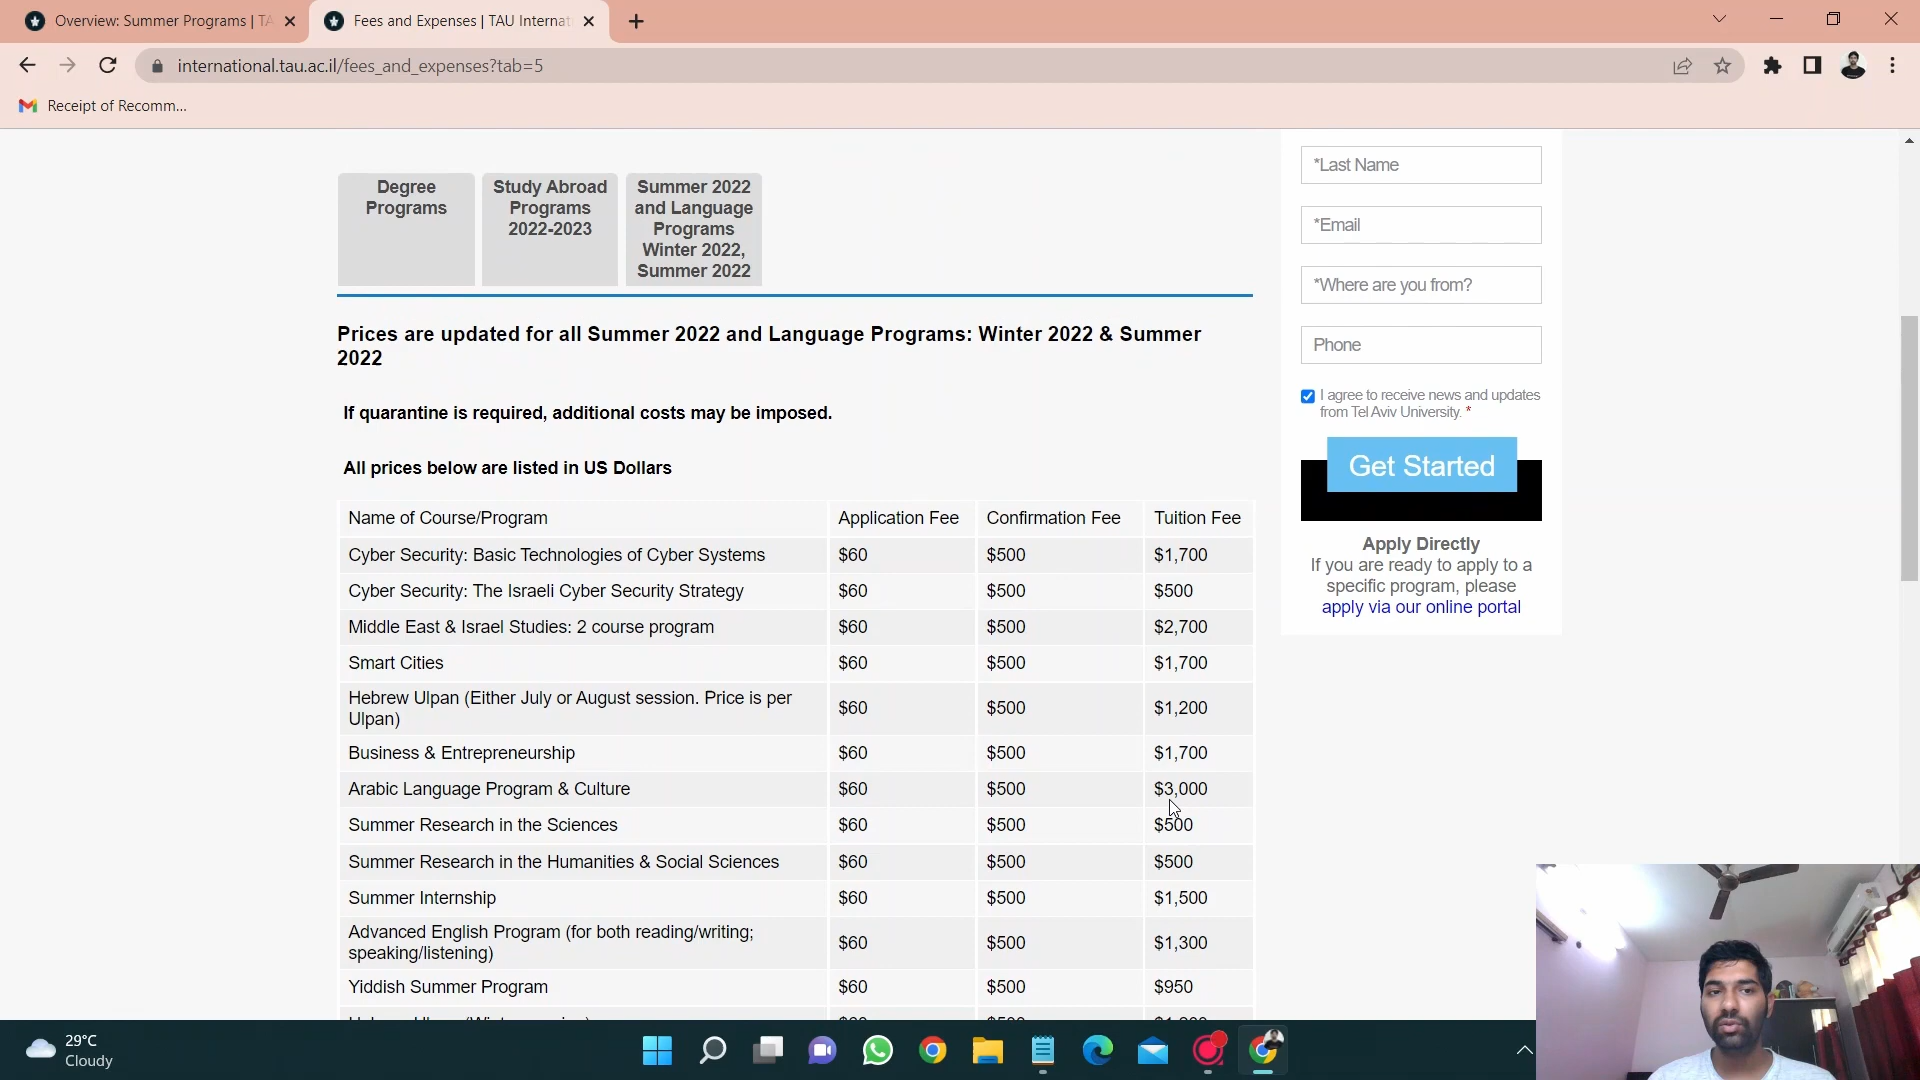 Overview: Summer Programs | TA
Fees and Expenses | TAU Internat
international.tau.ac.il/fees_and_expenses?tab=5
Receipt of Recomm...
Degree
Programs
Study Abroad
Programs
2022-2023
Summer 2022
and Language
Programs
Winter 2022,
Summer 2022
Prices are updated for all Summer 2022 and Language Programs: Winter 2022 & Summer
2022
If quarantine is required, additional costs may be imposed.
All prices below are listed in US Dollars
Name of Course/Program Application Fee Confirmation Fee Tuition Fee
Cyber Security: Basic Technologies of Cyber Systems $60 $500 $1,700
Cyber Security: The Israeli Cyber Security Strategy $60 $500 $500
Middle East & Israel Studies: 2 course program $60 $500 $2,700
Smart Cities $60 $500 $1,700
Hebrew Ulpan (Either July or August session. Price is per
Ulpan) $60 $500 $1,200
Business & Entrepreneurship $60 $500 $1,700
Arabic Language Program & Culture $60 $500 $3,000
Summer Research in the Sciences $60 $500 $500
Summer Research in the Humanities & Social Sciences $60 $500 $500
Summer Internship $60 $500 $1,500
Advanced English Program (for both reading/writing;
speaking/listening) $60 $500 $1,300
Yiddish Summer Program $60 $500 $950
*Last Name
*Email
*Where are you from?
Phone
I agree to receive news and updates
from Tel Aviv University. *
Get Started
Apply Directly
If you are ready to apply to a
specific program, please
apply via our online portal
29°C
Cloudy